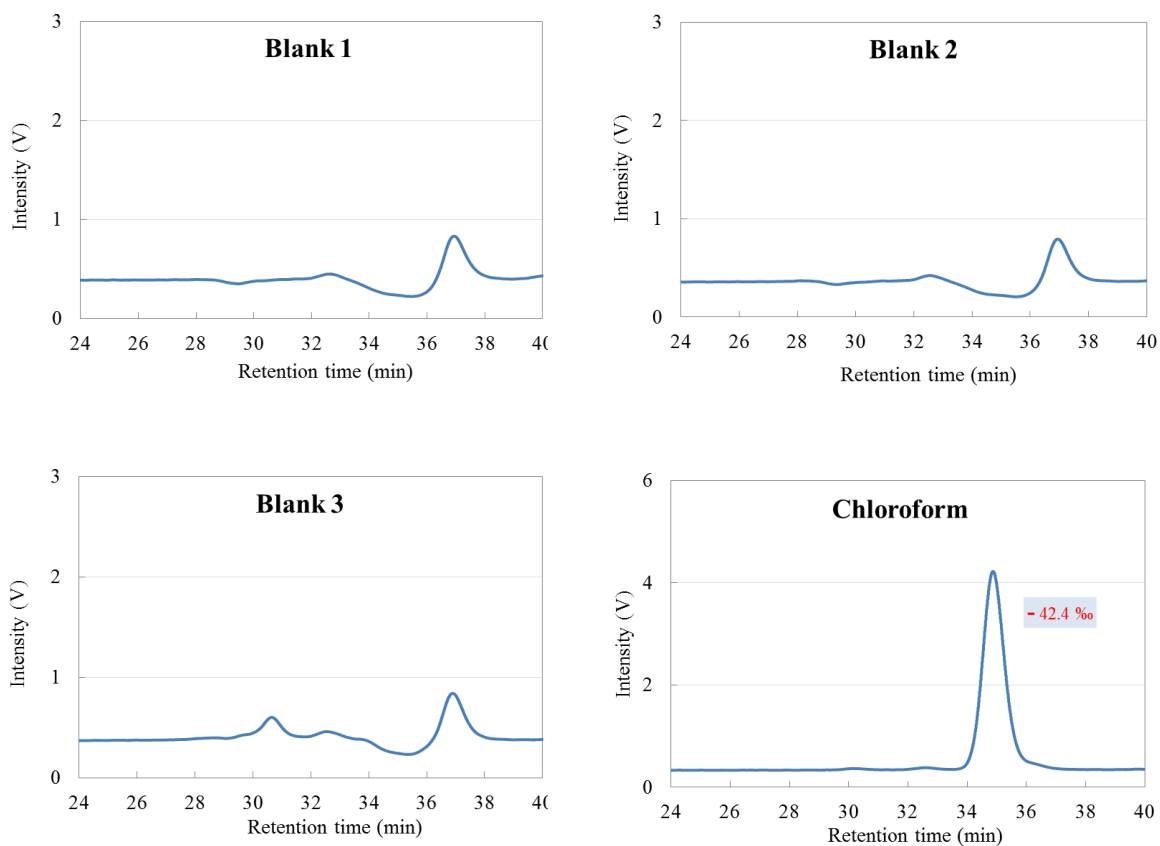 Blank 1
3
2
1
0
Intensity (V)
24 26 28 30 32 34 36 38 40
Retention time (min)
Blank 2
3
2
1
0
Intensity (V)
24 26 28 30 32 34 36 38 40
Retention time (min)
Blank 3
3
2
1
0
Intensity (V)
24 26 28 30 32 34 36 38 40
Retention time (min)
Chloroform
6
4
2
0
Intensity (V)
- 42.4 ‰
24 26 28 30 32 34 36 38 40
Retention time (min)